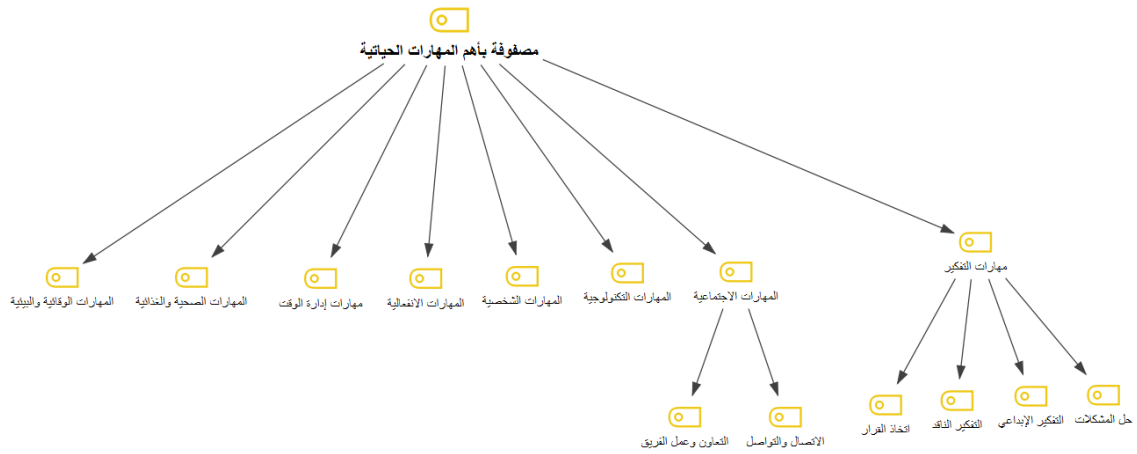 مصفوفة بأهم المهارات الحياتية
مهارات التفكير
المهارات الاجتماعية
المهارات التكنولوجية
المهارات الشخصية
المهارات الانفعالية
مهارات إدارة الوقت
المهارات الصحية والغذائية
المهارات الوقائية والبيئية
حل المشكلات
التفكير الإبداعي
التفكير الناقد
اتخاذ القرار
الاتصال والتواصل
التعاون وعمل الفريق